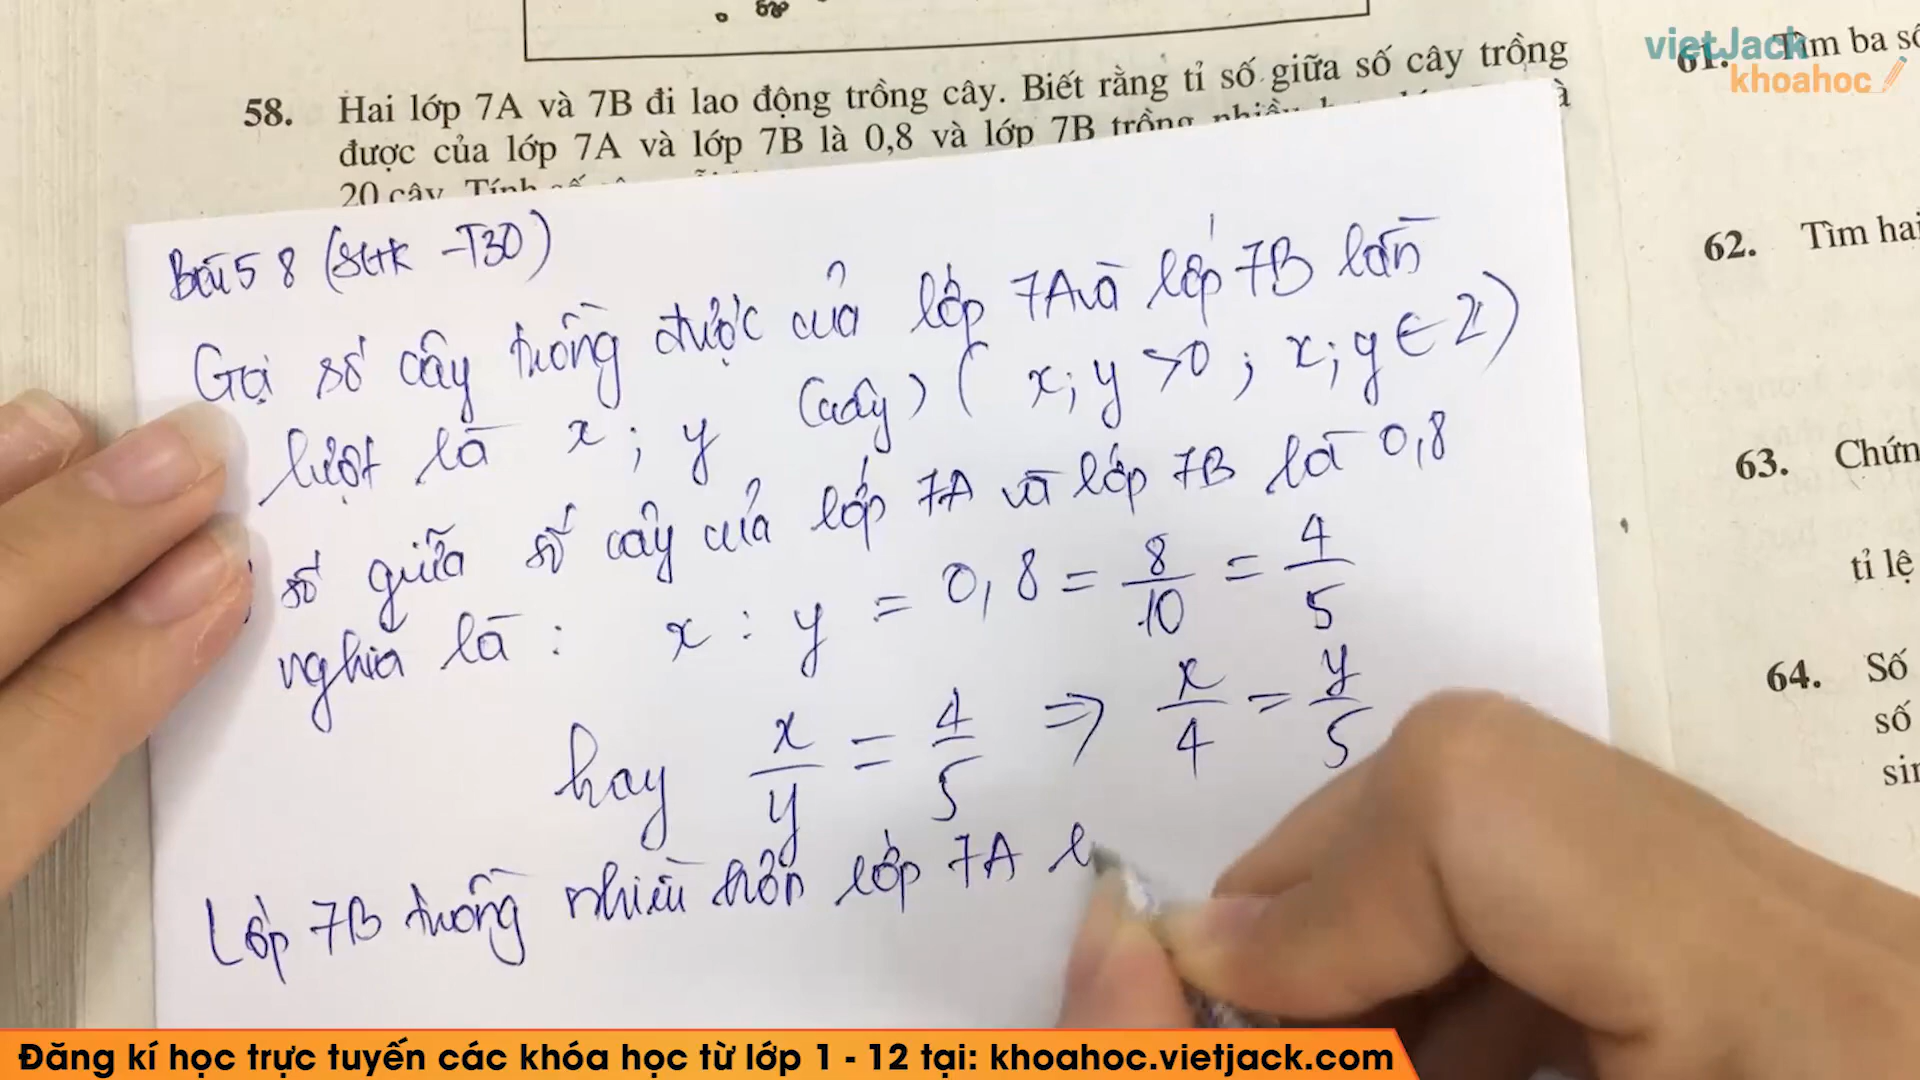 58. Hai lớp 7A và 7B đi lao động trồng cây. Biết rằng tỉ số giữa số cây trồng
được của lớp 7A và lớp 7B là 0,8 và lớp 7B trồng nhiều
20 cây. Tính số
Bài 58 (SGK - T30)
Gọi số cây trồng được của lớp 7A và lớp 7B lần
lượt là x; y (cây) ( x; y > 0 ; x; y ∈ Z )
số giữa số cây của lớp 7A và lớp 7B là 0,8
nghĩa là : x : y = 0,8 = 8/10 = 4/5
hay x/y = 4/5 ⇒ x/4 = y/5
Lớp 7B trồng nhiều hơn lớp 7A l
vietJack
khoahoc
61. Tìm ba số
62. Tìm hai
63. Chứn
tỉ lệ
64. Số
số
sin
Đăng kí học trực tuyến các khóa học từ lớp 1 - 12 tại: khoahoc.vietjack.com